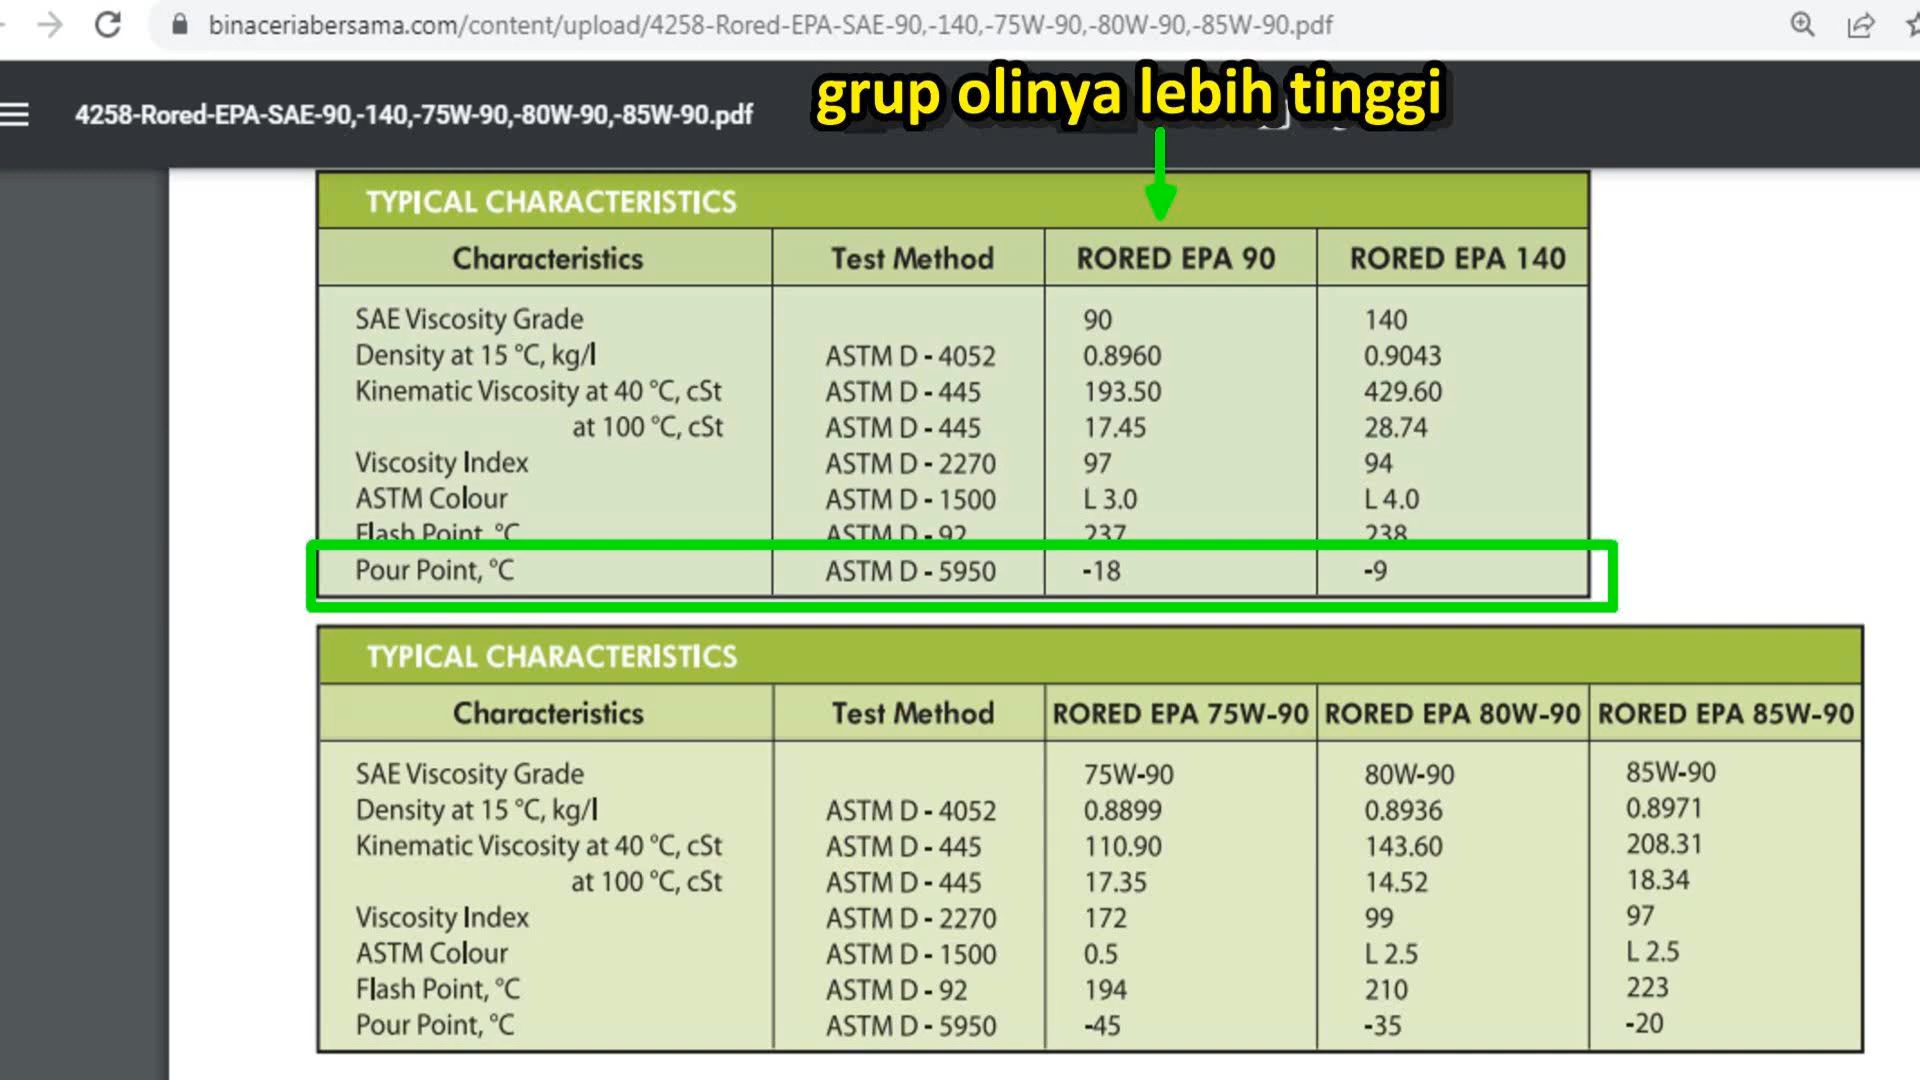 binaceriabersama.com/content/upload/4258-Rored-EPA-SAE-90,-140,-75W-90,-80W-90,-85W-90.pdf
4258-Rored-EPA-SAE-90,-140,-75W-90,-80W-90,-85W-90.pdf
grup olinya lebih tinggi
TYPICAL CHARACTERISTICS
Characteristics Test Method RORED EPA 90 RORED EPA 140
SAE Viscosity Grade 90 140
Density at 15 °C, kg/l ASTM D - 4052 0.8960 0.9043
Kinematic Viscosity at 40 °C, cSt ASTM D - 445 193.50 429.60
at 100 °C, cSt ASTM D - 445 17.45 28.74
Viscosity Index ASTM D - 2270 97 94
ASTM Colour ASTM D - 1500 L 3.0 L 4.0
Flash Point, °C ASTM D - 92 237 238
Pour Point, °C ASTM D - 5950 -18 -9
TYPICAL CHARACTERISTICS
Characteristics Test Method RORED EPA 75W-90 RORED EPA 80W-90 RORED EPA 85W-90
SAE Viscosity Grade 75W-90 80W-90 85W-90
Density at 15 °C, kg/l ASTM D - 4052 0.8899 0.8936 0.8971
Kinematic Viscosity at 40 °C, cSt ASTM D - 445 110.90 143.60 208.31
at 100 °C, cSt ASTM D - 445 17.35 14.52 18.34
Viscosity Index ASTM D - 2270 172 99 97
ASTM Colour ASTM D - 1500 0.5 L 2.5 L 2.5
Flash Point, °C ASTM D - 92 194 210 223
Pour Point, °C ASTM D - 5950 -45 -35 -20